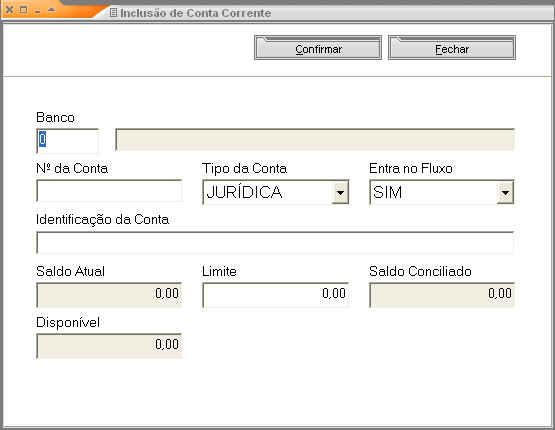 Inclusão de Conta Corrente
Confirmar Fechar
Banco
0
Nº da Conta Tipo da Conta Entra no Fluxo
JURÍDICA SIM
Identificação da Conta
Saldo Atual Limite Saldo Conciliado
0,00 0,00 0,00
Disponível
0,00